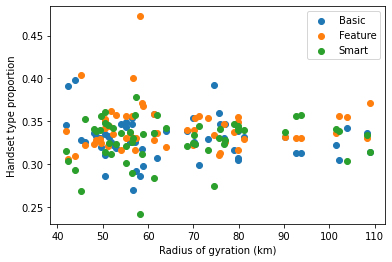 Basic
Feature
Smart
0.45
0.40
0.35
0.30
0.25
Handset type proportion
40 50 60 70 80 90 100 110
Radius of gyration (km)